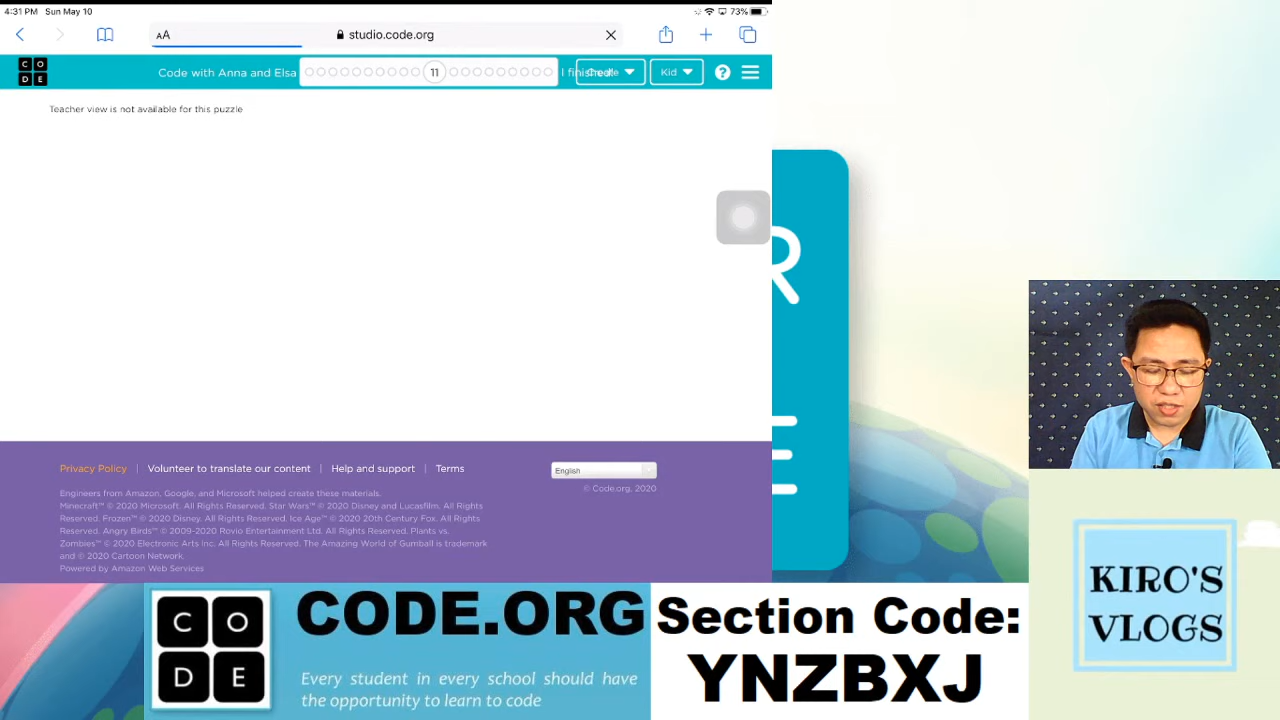 4:31 PM Sun May 10
73%
AA
studio.code.org
CO
DE
Code with Anna and Elsa
11
I finished!
Kid
?
Teacher view is not available for this puzzle
R
E
Privacy Policy | Volunteer to translate our content | Help and support | Terms
English
© Code.org, 2020
Engineers from Amazon, Google, and Microsoft helped create these materials.
Minecraft™ © 2020 Microsoft. All Rights Reserved. Star Wars™ © 2020 Disney and Lucasfilm. All Rights
Reserved. Frozen™ © 2020 Disney. All Rights Reserved. Ice Age™ © 2020 20th Century Fox. All Rights
Reserved. Angry Birds™ © 2009-2020 Rovio Entertainment Ltd. All Rights Reserved. Plants vs.
Zombies™ © 2020 Electronic Arts Inc. All Rights Reserved. The Amazing World of Gumball is trademark
and © 2020 Cartoon Network.
Powered by Amazon Web Services
CO
DE
CODE.ORG
Every student in every school should have
the opportunity to learn to code
Section Code:
YNZBXJ
KIRO'S
VLOGS